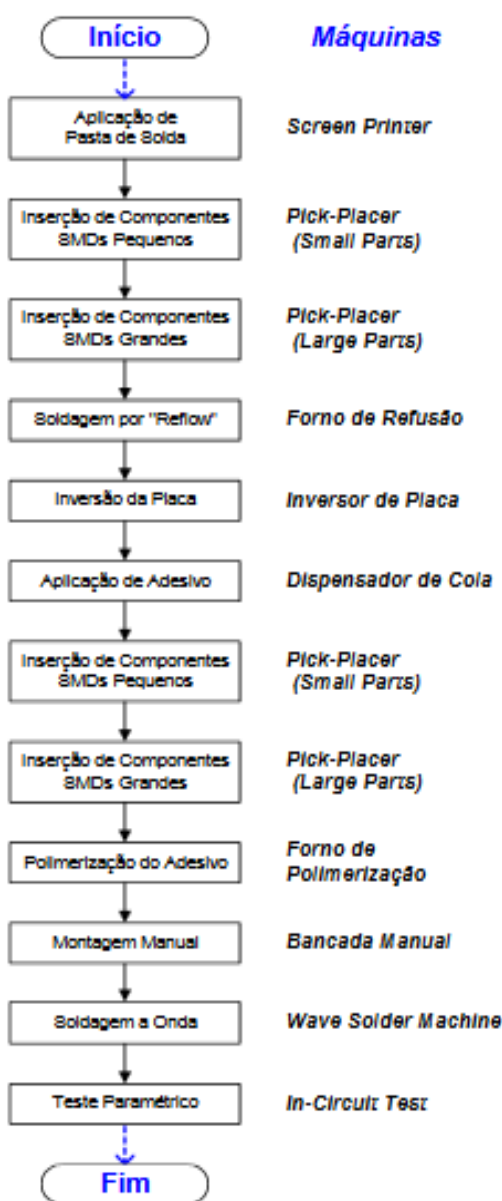 Início
Máquinas
Aplicação de
Pasta de Solda
Screen Printer
Inserção de Componentes
SMDs Pequenos
Pick-Placer
(Small Parts)
Inserção de Componentes
SMDs Grandes
Pick-Placer
(Large Parts)
Soldagem por "Reflow"
Forno de Refusão
Inversão da Placa
Inversor de Placa
Aplicação de Adesivo
Dispensador de Cola
Inserção de Componentes
SMDs Pequenos
Pick-Placer
(Small Parts)
Inserção de Componentes
SMDs Grandes
Pick-Placer
(Large Parts)
Polimerização do Adesivo
Forno de
Polimerização
Montagem Manual
Bancada Manual
Soldagem a Onda
Wave Solder Machine
Teste Paramétrico
In-Circuit Test
Fim